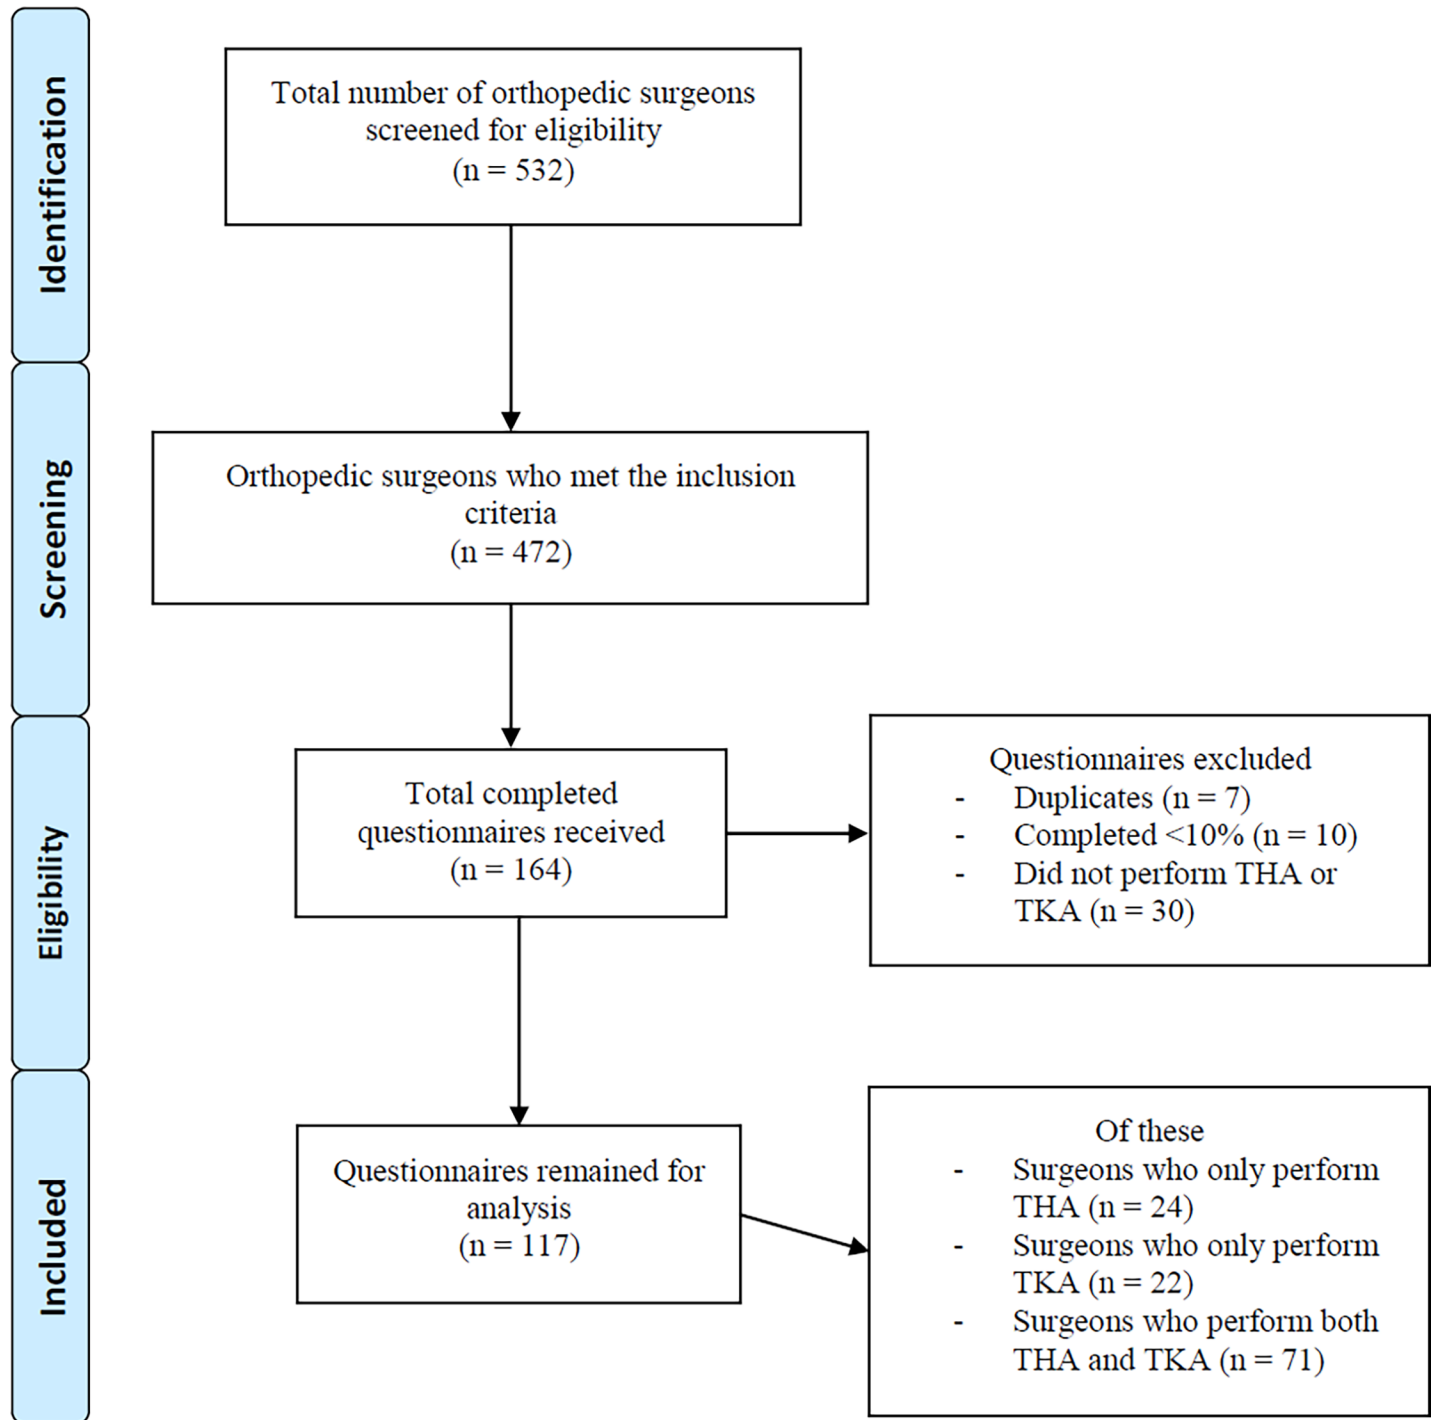 Identification
Total number of orthopedic surgeons
screened for eligibility
(n = 532)
Screening
Orthopedic surgeons who met the inclusion
criteria
(n = 472)
Eligibility
Total completed
questionnaires received
(n = 164)
Questionnaires excluded
- Duplicates (n = 7)
- Completed <10% (n = 10)
- Did not perform THA or
TKA (n = 30)
Included
Questionnaires remained for
analysis
(n = 117)
Of these
- Surgeons who only perform
THA (n = 24)
- Surgeons who only perform
TKA (n = 22)
- Surgeons who perform both
THA and TKA (n = 71)